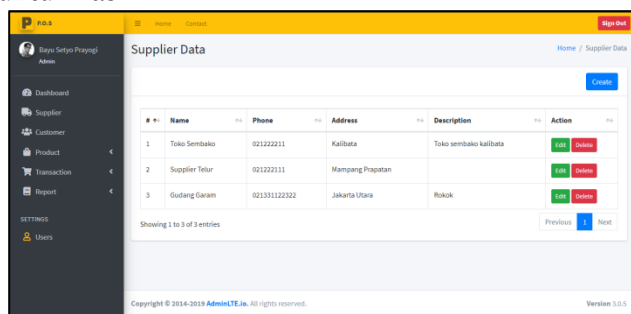 P P.O.S
Home Contact
Sign Out
Bayu Setyo Prayogi
Admin
Dashboard
Supplier
Customer
Product
Transaction
Report
SETTINGS
Users
Supplier Data
Home / Supplier Data
Create
# Name Phone Address Description Action
1 Toko Sembako 021222211 Kalibata Toko sembako kalibata Edit Delete
2 Supplier Telur 021222111 Mampang Prapatan Edit Delete
3 Gudang Garam 021331122322 Jakarta Utara Rokok Edit Delete
Showing 1 to 3 of 3 entries
Previous 1 Next
Copyright © 2014-2019 AdminLTE.io. All rights reserved.
Version 3.0.5